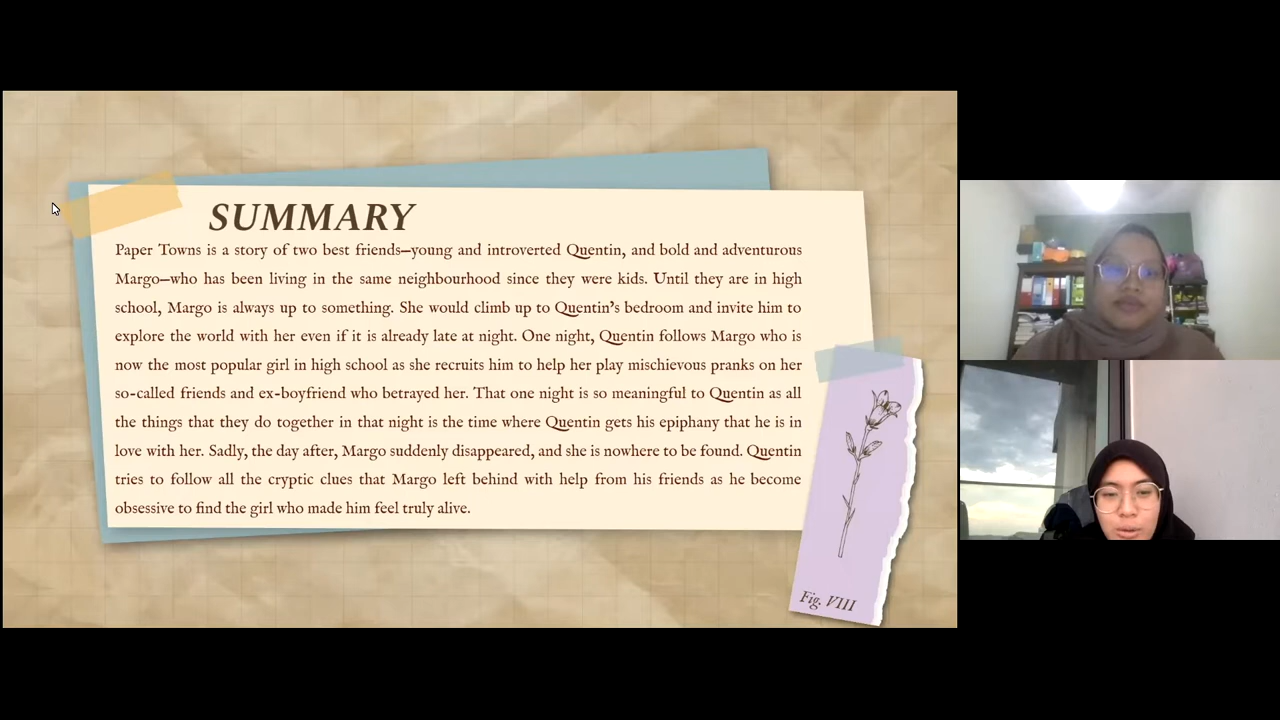 SUMMARY
Paper Towns is a story of two best friends—young and introverted Quentin, and bold and adventurous
Margo—who has been living in the same neighbourhood since they were kids. Until they are in high
school, Margo is always up to something. She would climb up to Quentin's bedroom and invite him to
explore the world with her even if it is already late at night. One night, Quentin follows Margo who is
now the most popular girl in high school as she recruits him to help her play mischievous pranks on her
so-called friends and ex-boyfriend who betrayed her. That one night is so meaningful to Quentin as all
the things that they do together in that night is the time where Quentin gets his epiphany that he is in
love with her. Sadly, the day after, Margo suddenly disappeared, and she is nowhere to be found. Quentin
tries to follow all the cryptic clues that Margo left behind with help from his friends as he become
obsessive to find the girl who made him feel truly alive.
Fig. VIII